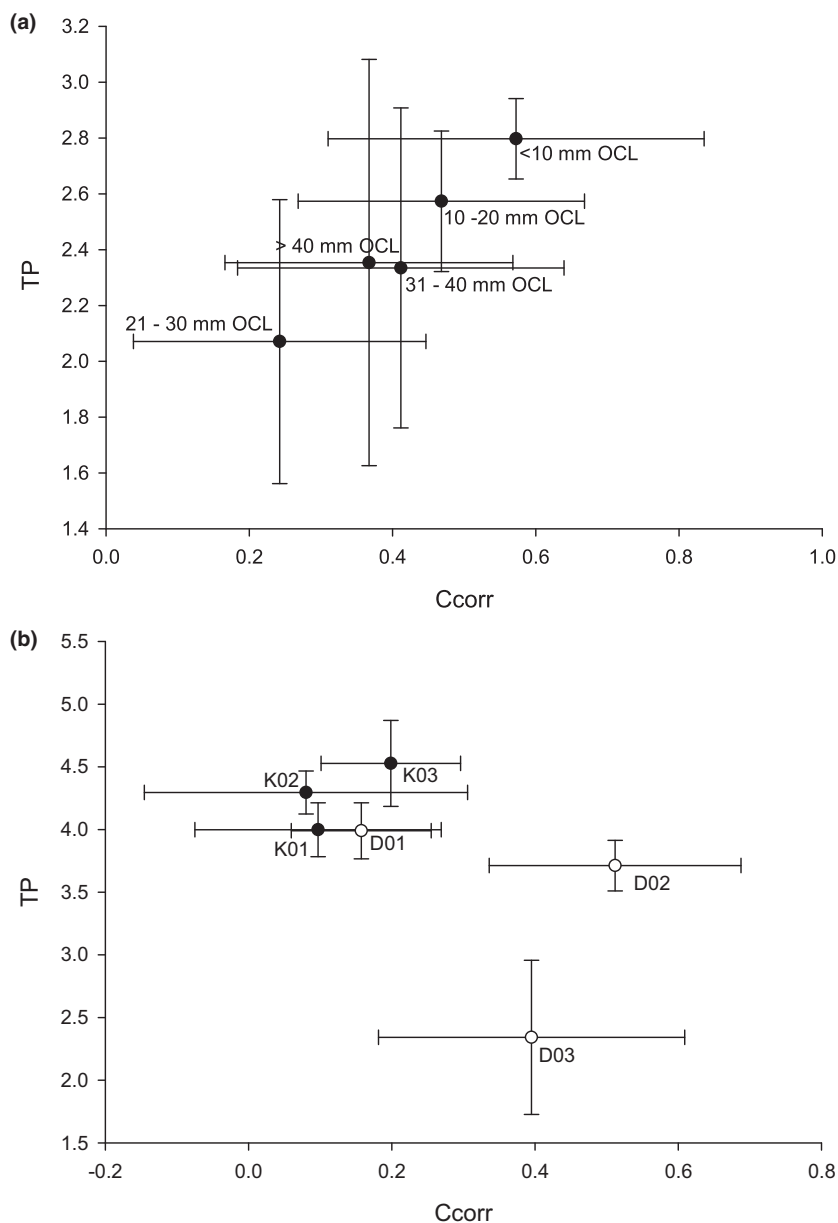 (a)
3.2
3.0
2.8
2.6
2.4
2.2
2.0
1.8
1.6
1.4
TP
<10 mm OCL
10 -20 mm OCL
> 40 mm OCL
31 - 40 mm OCL
21 - 30 mm OCL
0.0 0.2 0.4 0.6 0.8 1.0
Ccorr
(b)
5.5
5.0
4.5
4.0
3.5
3.0
2.5
2.0
1.5
TP
K02
K03
K01
D01
D02
D03
-0.2 0.0 0.2 0.4 0.6 0.8
Ccorr